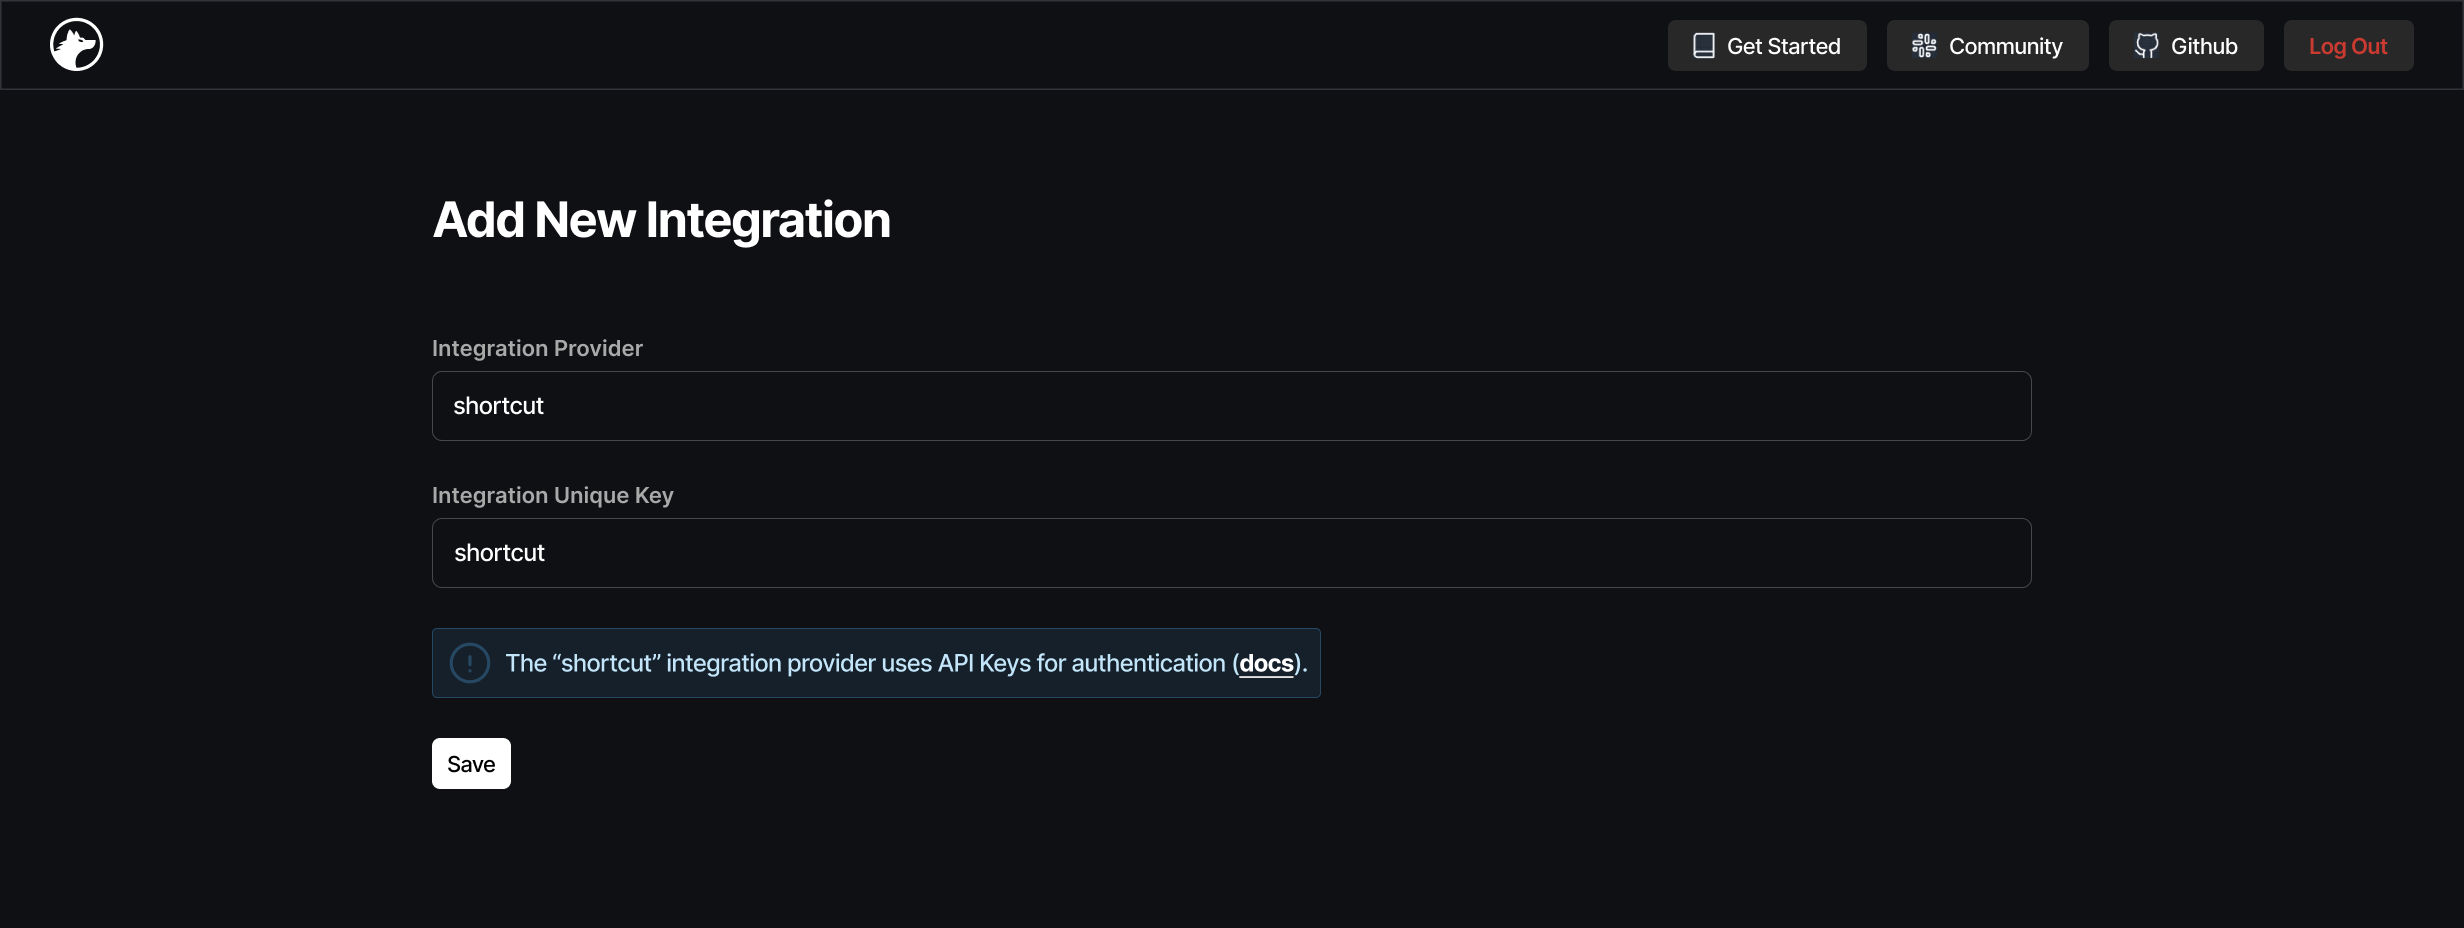 Get Started
Community
Github
Log Out
Add New Integration
Integration Provider
shortcut
Integration Unique Key
shortcut
The “shortcut” integration provider uses API Keys for authentication (docs).
Save